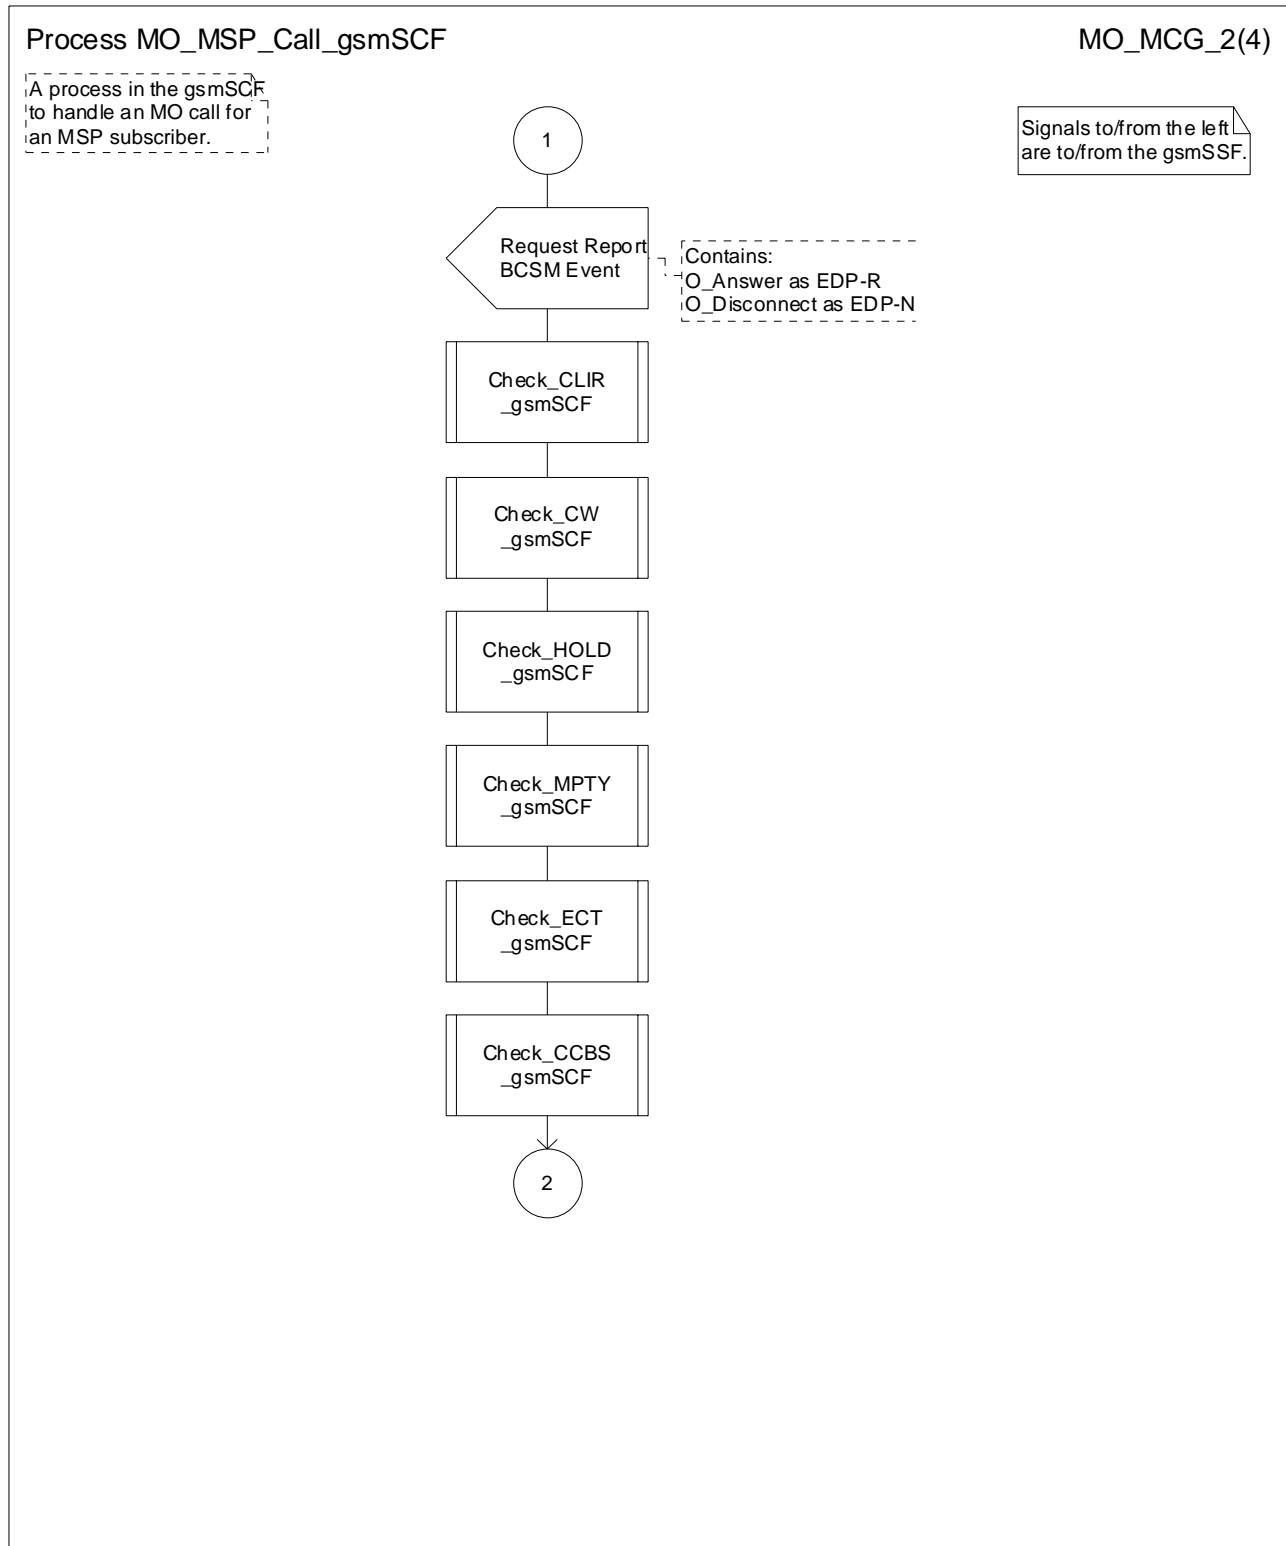 Process MO_MSP_Call_gsmSCF
MO_MCG_2(4)
A process in the gsmSCF
to handle an MO call for
an MSP subscriber.
Signals to/from the left
are to/from the gsmSSF.
1
Request Report
BCSM Event
Contains:
O_Answer as EDP-R
O_Disconnect as EDP-N
Check_CLIR
_gsmSCF
Check_CW
_gsmSCF
Check_HOLD
_gsmSCF
Check_MPTY
_gsmSCF
Check_ECT
_gsmSCF
Check_CCBS
_gsmSCF
2